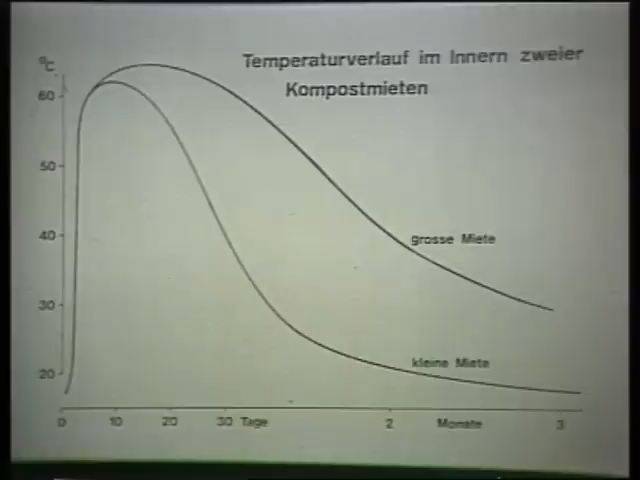 Temperaturverlauf im Innern zweier
Kompostmieten
°C
60
50
40
30
20
grosse Miete
kleine Miete
0 10 20 30 Tage 2 Monate 3